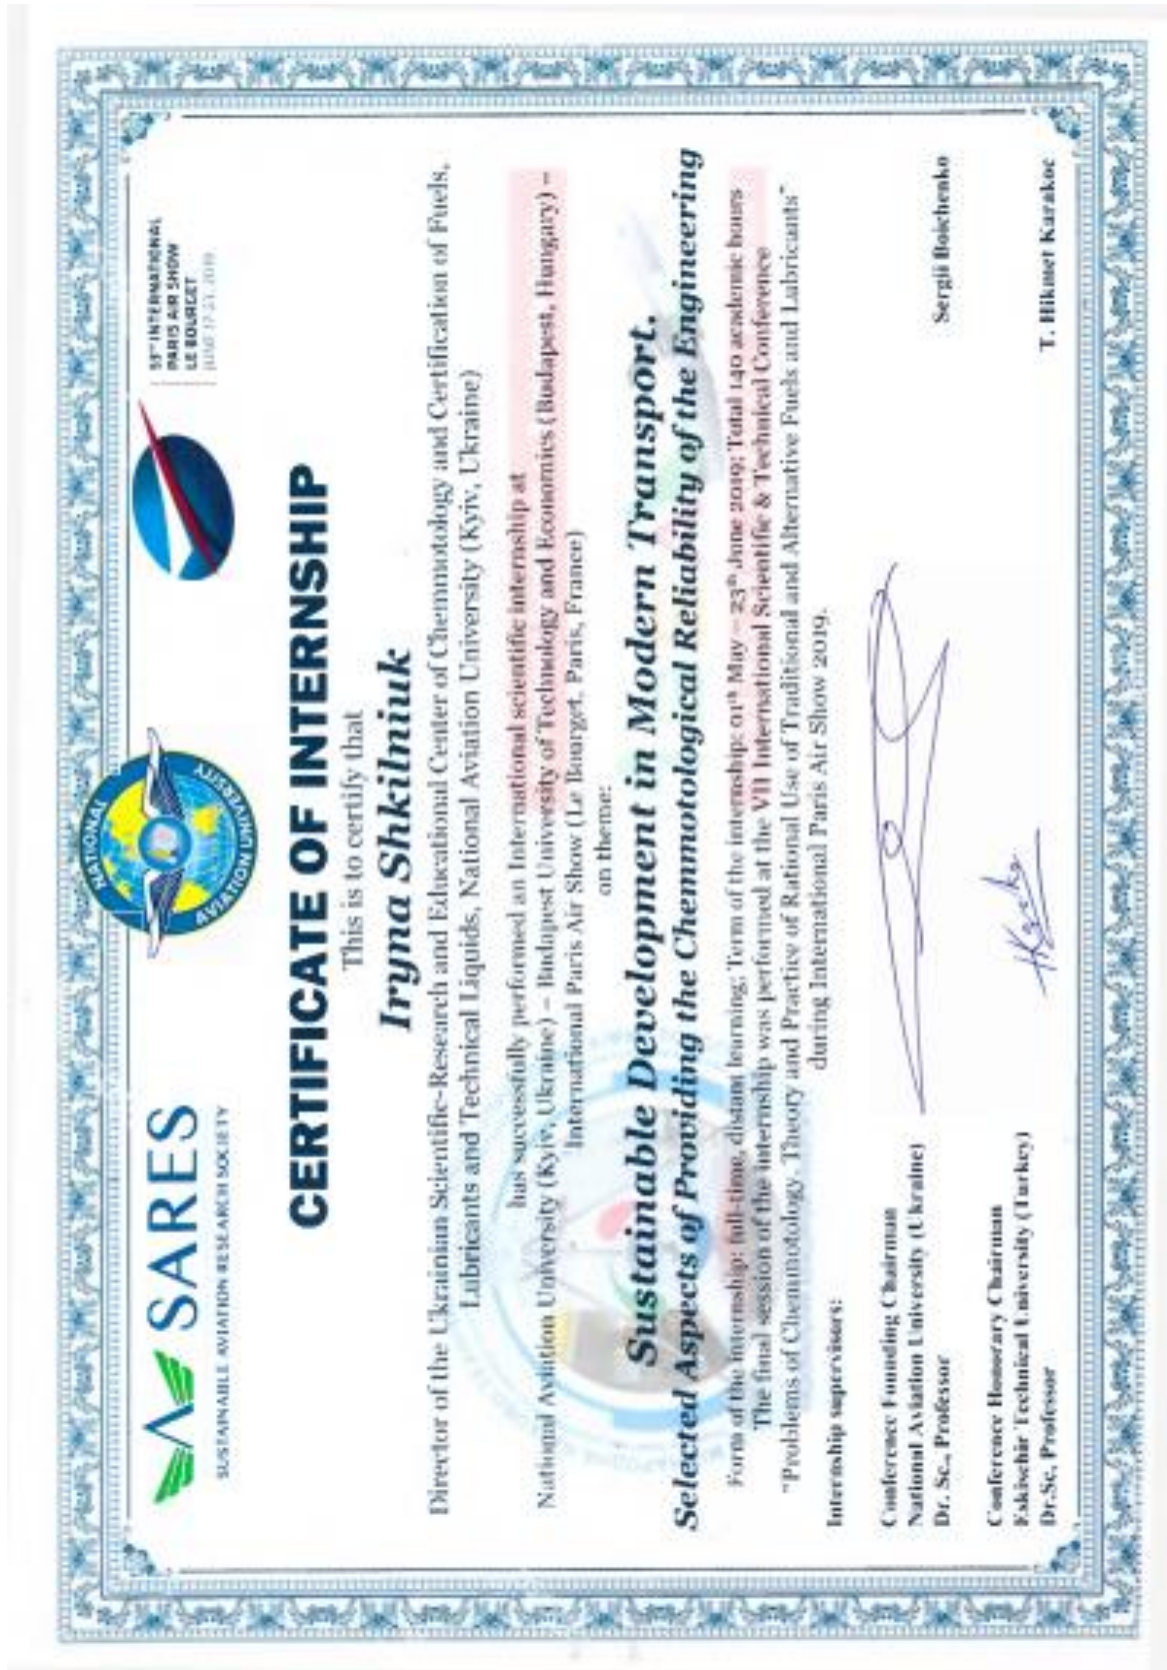 SARES
SUSTAINABLE AVIATION RESEARCH SOCIETY
NATIONAL AVIATION UNIVERSITY
53RD INTERNATIONAL
PARIS AIR SHOW
LE BOURGET
JUNE 17-23, 2019
CERTIFICATE OF INTERNSHIP
This is to certify that
Iryna Shkilniuk
Director of the Ukrainian Scientific-Research and Educational Center of Chemmotology and Certification of Fuels,
Lubricants and Technical Liquids, National Aviation University (Kyiv, Ukraine)
has successfully performed an International scientific internship at
National Aviation University (Kyiv, Ukraine) – Budapest University of Technology and Economics (Budapest, Hungary) –
International Paris Air Show (Le Bourget, Paris, France)
on theme:
Sustainable Development in Modern Transport.
Selected Aspects of Providing the Chemmotological Reliability of the Engineering
Form of the internship: full-time, distant learning; Term of the internship: 01th May – 23th June 2019; Total 140 academic hours
The final session of the internship was performed at the VII International Scientific & Technical Conference
"Problems of Chemmotology. Theory and Practice of Rational Use of Traditional and Alternative Fuels and Lubricants"
during International Paris Air Show 2019.
Internship supervisors:
Conference Founding Chairman
National Aviation University (Ukraine)
Dr. Sc., Professor
Sergii Boichenko
Conference Honorary Chairman
Eskisehir Technical University (Turkey)
Dr.Sc, Professor
T. Hikmet Karakoc